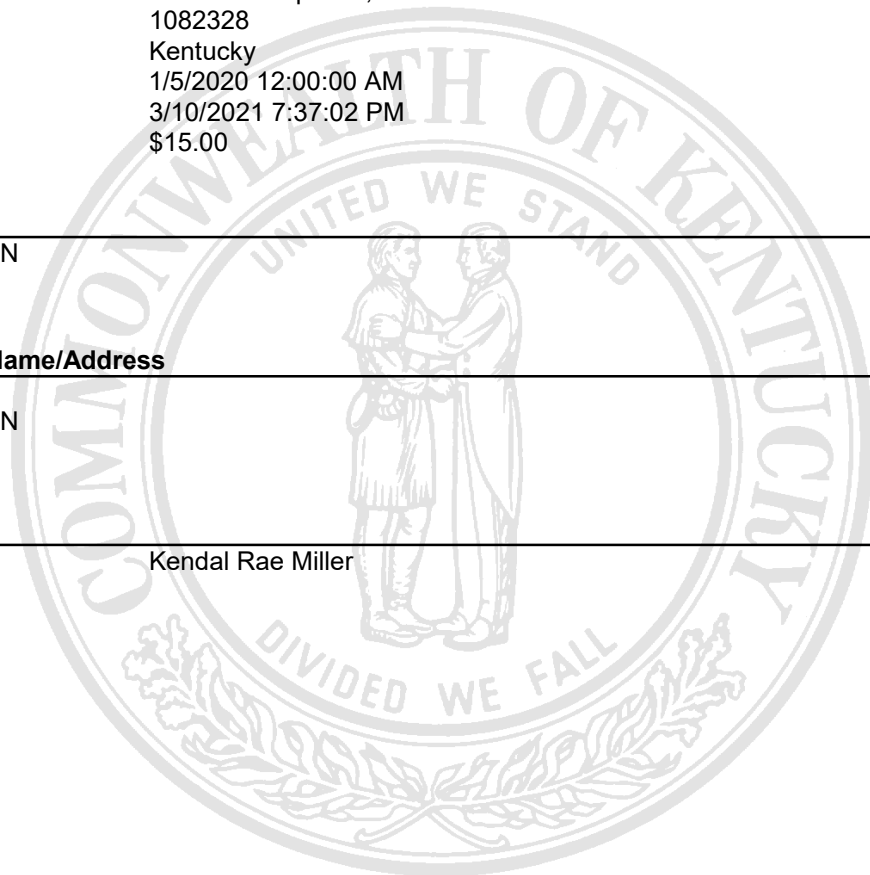 1082328
Kentucky
1/5/2020 12:00:00 AM
3/10/2021 7:37:02 PM
$15.00
N
ame/Address
N
Kendal Rae Miller
COMMONWEALTH OF KENTUCKY
UNITED WE STAND
DIVIDED WE FALL